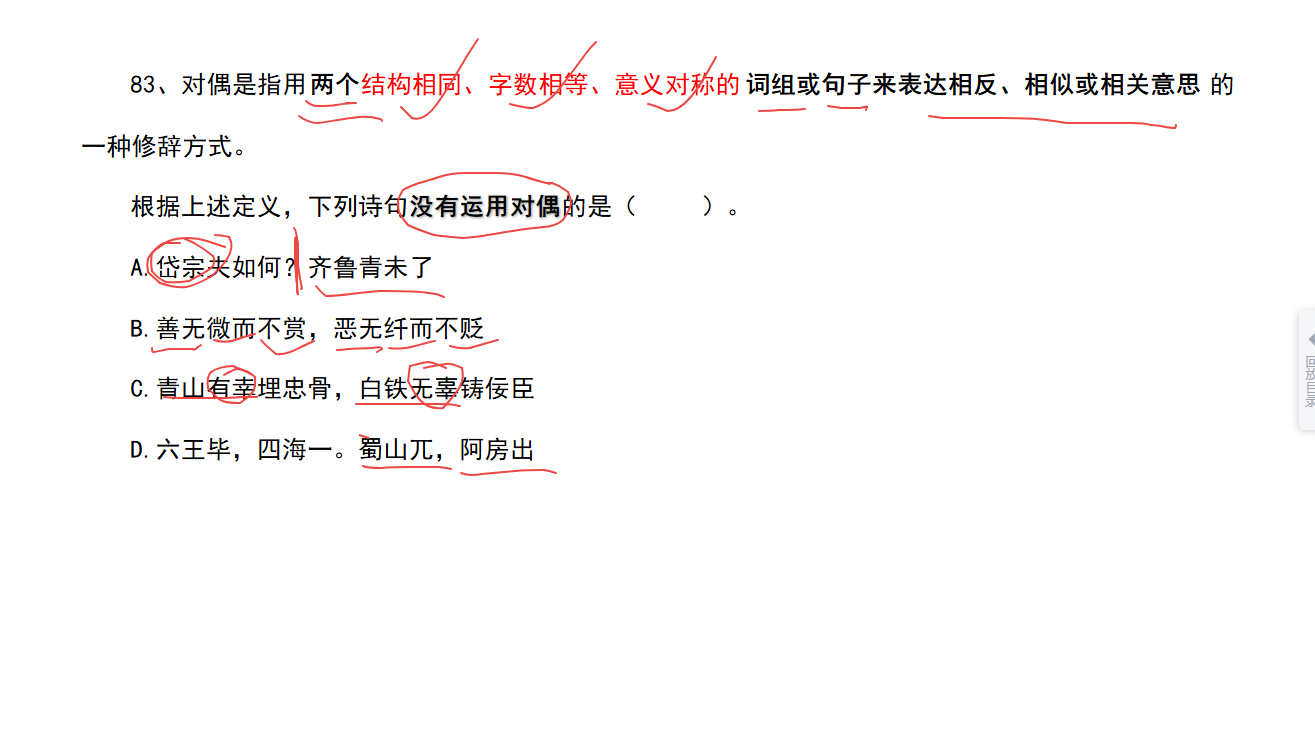 83、对偶是指用两个结构相同、字数相等、意义对称的词组或句子来表达相反、相似或相关意思的
一种修辞方式。
根据上述定义，下列诗句没有运用对偶的是（ ）。
A.岱宗夫如何？齐鲁青未了
B.善无微而不赏，恶无纤而不贬
C.青山有幸埋忠骨，白铁无辜铸佞臣
D.六王毕，四海一。蜀山兀，阿房出
回放目录